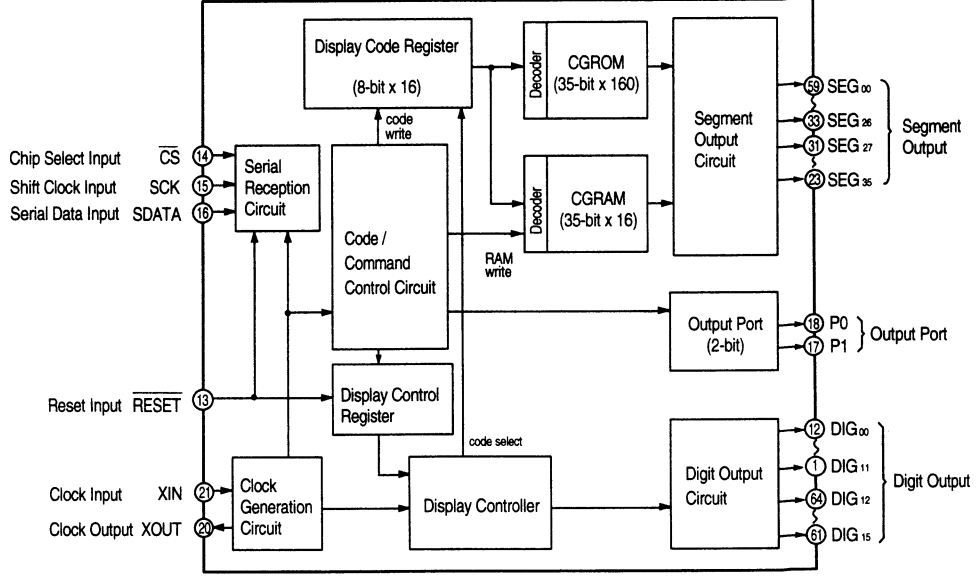 Display Code Register
(8-bit x 16)
Decoder
CGROM
(35-bit x 160)
Segment
Output
Circuit
59 SEG00
33 SEG26
31 SEG27
23 SEG35
Segment
Output
code
write
Chip Select Input CS 14
Shift Clock Input SCK 15
Serial Data Input SDATA 16
Serial
Reception
Circuit
Code /
Command
Control Circuit
Decoder
CGRAM
(35-bit x 16)
RAM
write
Output Port
(2-bit)
18 P0
17 P1
Output Port
Reset Input RESET 13
Display Control
Register
code select
Clock Input XIN 21
Clock Output XOUT 20
Clock
Generation
Circuit
Display Controller
Digit Output
Circuit
12 DIG00
1 DIG11
64 DIG12
61 DIG15
Digit Output